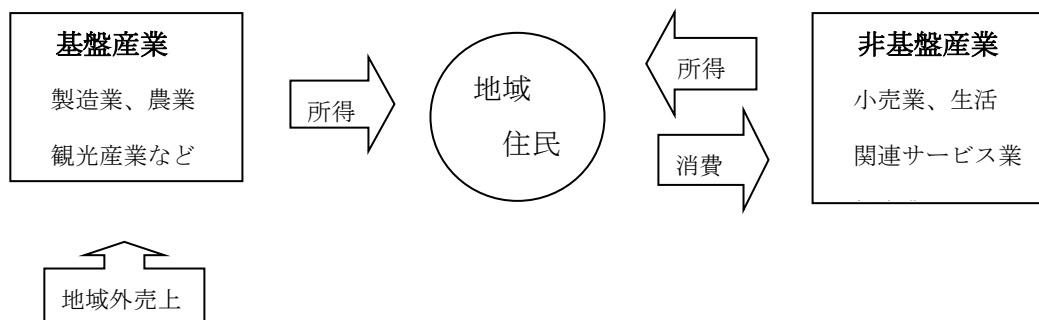 基盤産業
製造業、農業
観光産業など
地域外売上
所得
地域
住民
所得
消費
非基盤産業
小売業、生活
関連サービス業